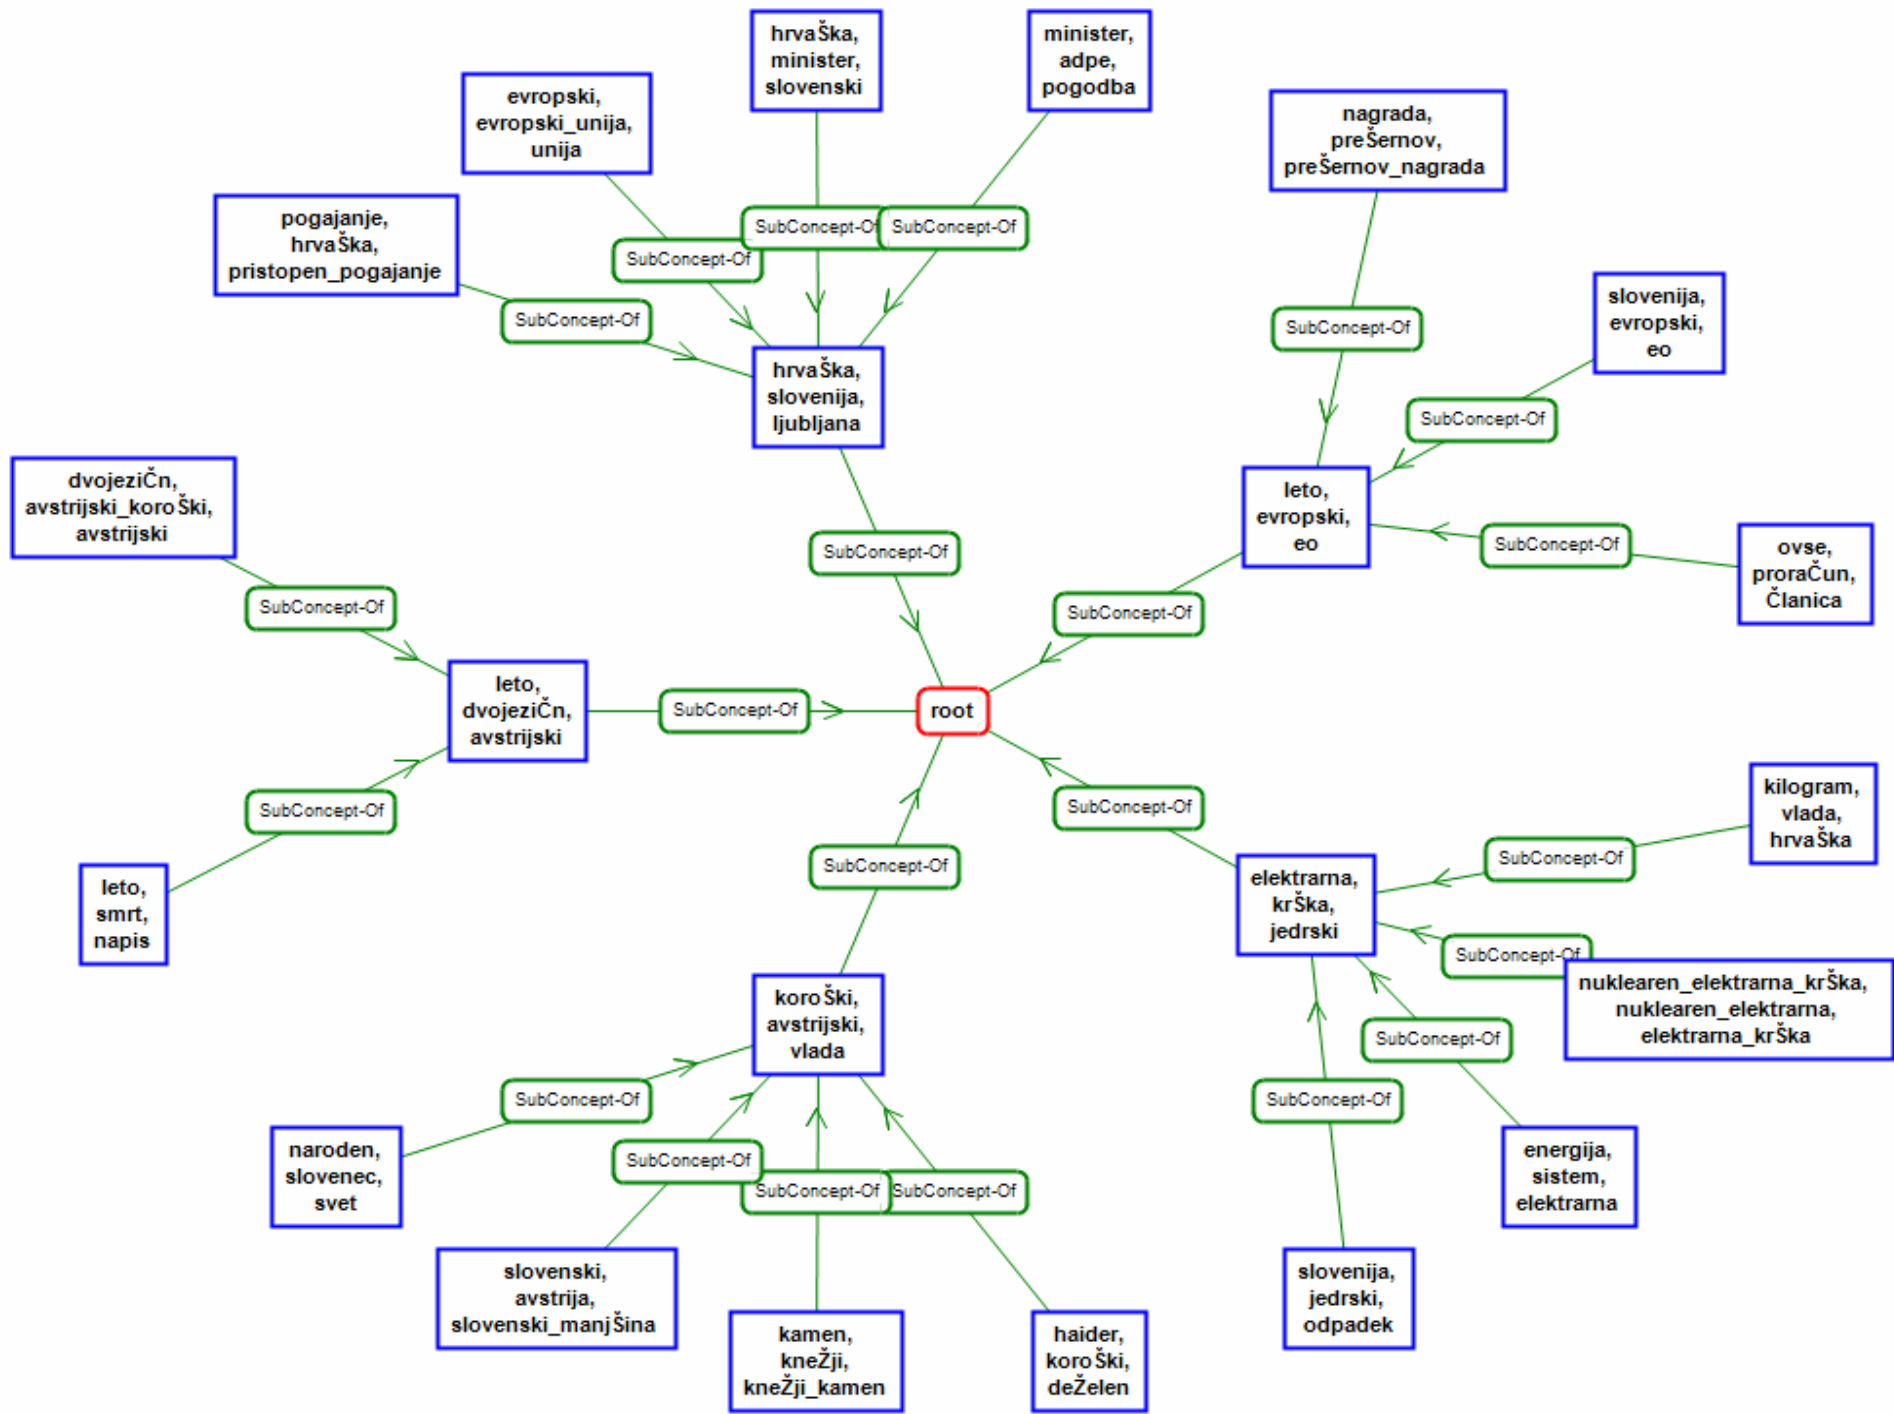 hrvaŠka,
minister,
slovenski
minister,
adpe,
pogodba
evropski,
evropski_unija,
unija
nagrada,
preŠernov,
preŠernov_nagrada
pogajanje,
hrvaŠka,
pristopen_pogajanje
SubConcept-Of
SubConcept-Of
SubConcept-Of
SubConcept-Of
SubConcept-Of
slovenija,
evropski,
eo
hrvaŠka,
slovenija,
ljubljana
SubConcept-Of
dvojeziČn,
avstrijski_koroŠki,
avstrijski
leto,
evropski,
eo
SubConcept-Of
SubConcept-Of
ovse,
proraČun,
Članica
SubConcept-Of
SubConcept-Of
leto,
dvojeziČn,
avstrijski
SubConcept-Of
root
SubConcept-Of
SubConcept-Of
kilogram,
vlada,
hrvaŠka
SubConcept-Of
SubConcept-Of
leto,
smrt,
napis
elektrarna,
krŠka,
jedrski
SubConcept-Of
nuklearen_elektrarna_krŠka,
nuklearen_elektrarna,
elektrarna_krŠka
koroŠki,
avstrijski,
vlada
SubConcept-Of
SubConcept-Of
SubConcept-Of
naroden,
slovenec,
svet
SubConcept-Of
SubConcept-Of
SubConcept-Of
energija,
sistem,
elektrarna
slovenski,
avstrija,
slovenski_manjŠina
slovenija,
jedrski,
odpadek
kamen,
kneŽji,
kneŽji_kamen
haider,
koroŠki,
deŽelen